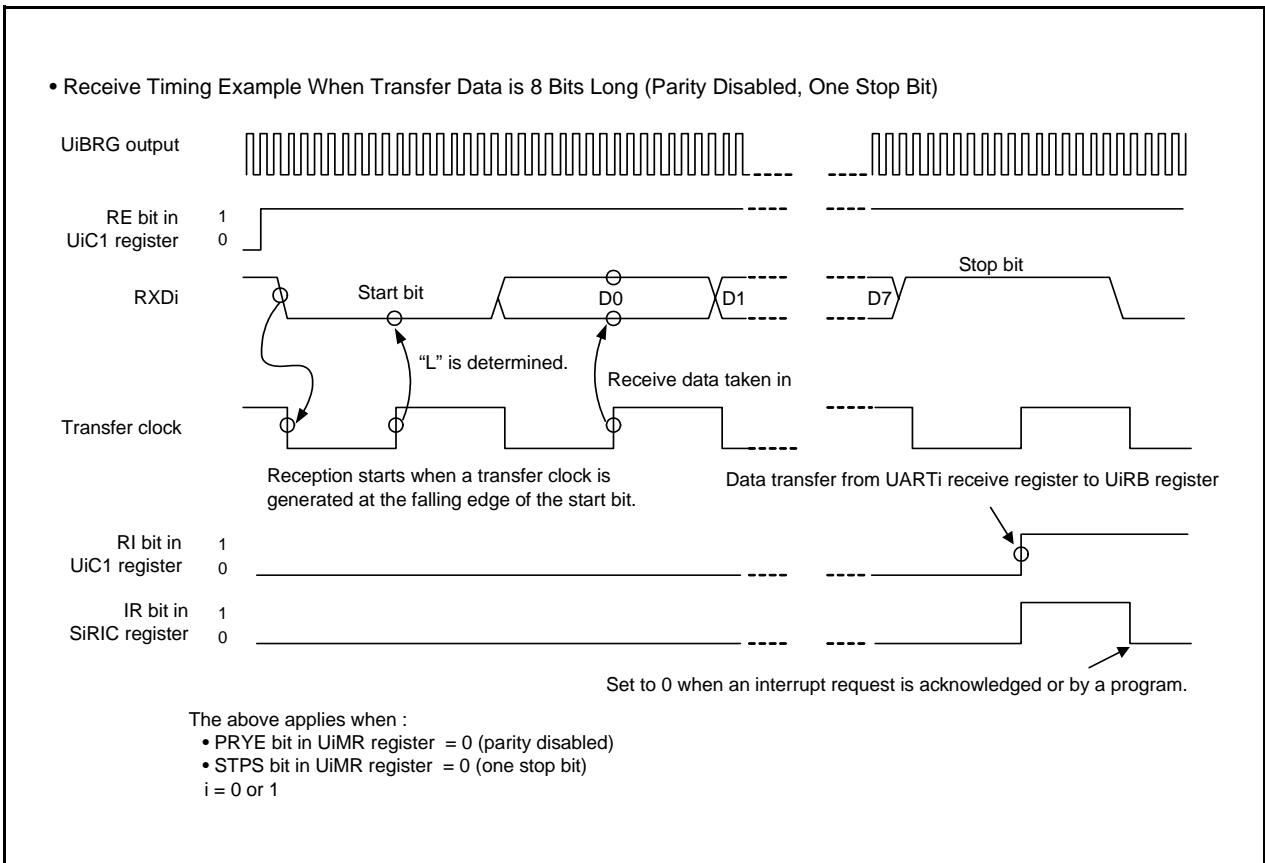 • Receive Timing Example When Transfer Data is 8 Bits Long (Parity Disabled, One Stop Bit)
UiBRG output
RE bit in
UiC1 register
1
0
RXDi
Start bit
D0
D1
D7
Stop bit
"L" is determined.
Receive data taken in
Transfer clock
Reception starts when a transfer clock is
generated at the falling edge of the start bit.
Data transfer from UARTi receive register to UiRB register
RI bit in
UiC1 register
1
0
IR bit in
SiRIC register
1
0
Set to 0 when an interrupt request is acknowledged or by a program.
The above applies when :
• PRYE bit in UiMR register = 0 (parity disabled)
• STPS bit in UiMR register = 0 (one stop bit)
i = 0 or 1